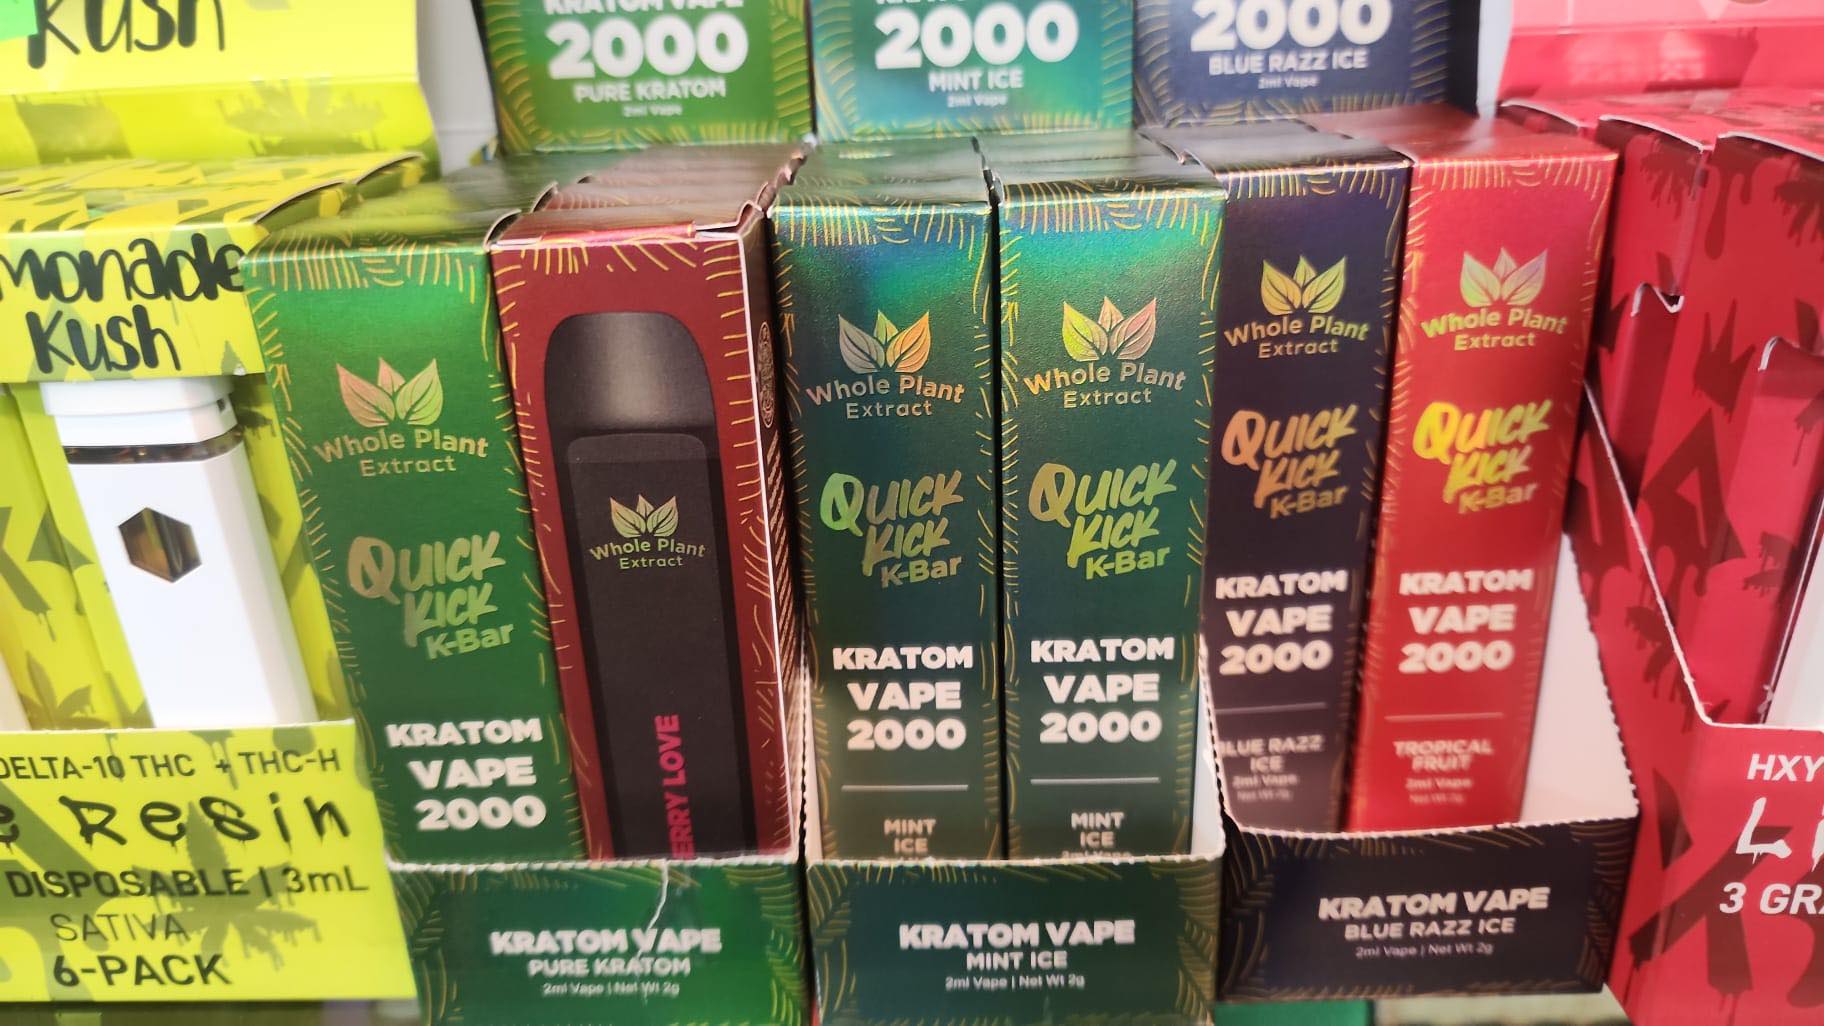 Kush
KRATOM VAPE
2000
PURE KRATOM
2ml Vape
2000
MINT ICE
2ml Vape
2000
BLUE RAZZ ICE
2ml Vape
monade
Kush
DELTA-10 THC + THC-H
Resin
DISPOSABLE | 3mL
SATIVA
6-PACK
Whole Plant
Extract
QUICK
KICK
K-Bar
KRATOM
VAPE
2000
Whole Plant
Extract
ERRY LOVE
Whole Plant
Extract
QUICK
KICK
K-Bar
KRATOM
VAPE
2000
MINT
ICE
Whole Plant
Extract
QUICK
KICK
K-Bar
KRATOM
VAPE
2000
MINT
ICE
2ml Vape
Whole Plant
Extract
QUICK
KICK
K-Bar
KRATOM
VAPE
2000
BLUE RAZZ
ICE
2ml Vape
Whole Plant
Extract
QUICK
KICK
K-Bar
KRATOM
VAPE
2000
TROPICAL
FRUIT
2ml Vape
KRATOM VAPE
PURE KRATOM
2ml Vape | Net Wt 2g
KRATOM VAPE
MINT ICE
2ml Vape | Net Wt 2g
KRATOM VAPE
BLUE RAZZ ICE
2ml Vape | Net Wt 2g
HXY
Li
3 GRA